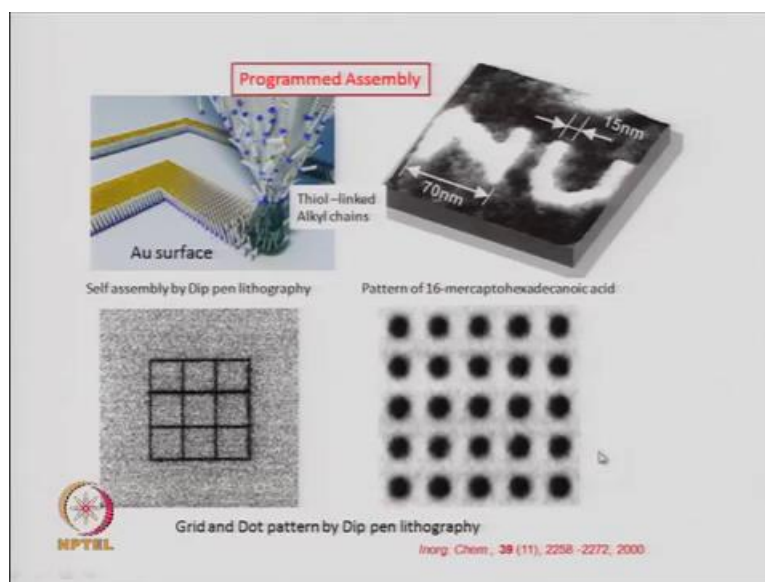 Programmed Assembly
Thiol –linked
Alkyl chains
Au surface
NU
15nm
70nm
Self assembly by Dip pen lithography
Pattern of 16-mercaptohexadecanoic acid
Grid and Dot pattern by Dip pen lithography
NPTEL
Inorg. Chem., 39 (11), 2258 -2272, 2000